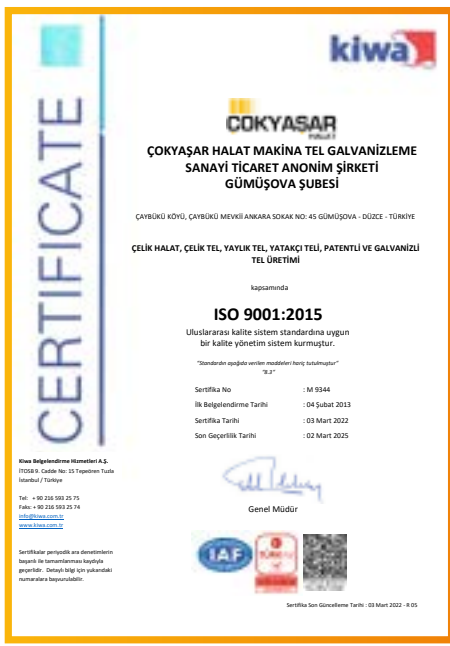 kiwa
CERTIFICATE
ÇOKYAŞAR
HALAT
ÇOKYAŞAR HALAT MAKİNA TEL GALVANİZLEME
SANAYİ TİCARET ANONİM ŞİRKETİ
GÜMÜŞOVA ŞUBESİ
ÇAYBÜKÜ KÖYÜ, ÇAYBÜKÜ MEVKİİ ANKARA SOKAK NO: 45 GÜMÜŞOVA - DÜZCE - TÜRKİYE
ÇELİK HALAT, ÇELİK TEL, YAYLIK TEL, YATAKÇI TELİ, PATENTLİ VE GALVANİZLİ
TEL ÜRETİMİ
kapsamında
ISO 9001:2015
Uluslararası kalite sistem standardına uygun
bir kalite yönetim sistem kurmuştur.
"Standardın aşağıda verilen maddeleri hariç tutulmuştur"
"8.3"
Sertifika No : M 9344
İlk Belgelendirme Tarihi : 04 Şubat 2013
Sertifika Tarihi : 03 Mart 2022
Son Geçerlilik Tarihi : 02 Mart 2025
Kiwa Belgelendirme Hizmetleri A.Ş.
İTOSB 9. Cadde No: 15 Tepeören Tuzla
İstanbul / Türkiye
Tel: + 90 216 593 25 75
Faks: + 90 216 593 25 74
info@kiwa.com.tr
www.kiwa.com.tr
Genel Müdür
Sertifikalar periyodik ara denetimlerin
başarılı ile tamamlanması kaydıyla
geçerlidir. Detaylı bilgi için yukarıdaki
numaralara başvurulabilir.
IAF
Sertifika Son Güncelleme Tarihi : 03 Mart 2022 - R 05